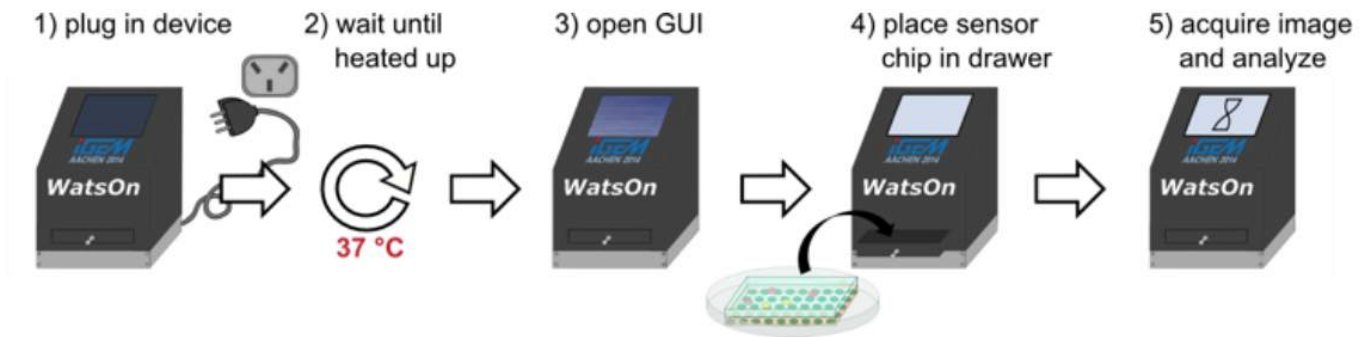 1) plug in device
2) wait until
heated up
3) open GUI
4) place sensor
chip in drawer
5) acquire image
and analyze
iGEM
AACHEN 2014
WatsOn
37 °C
iGEM
AACHEN 2014
WatsOn
iGEM
AACHEN 2014
WatsOn
iGEM
AACHEN 2014
WatsOn